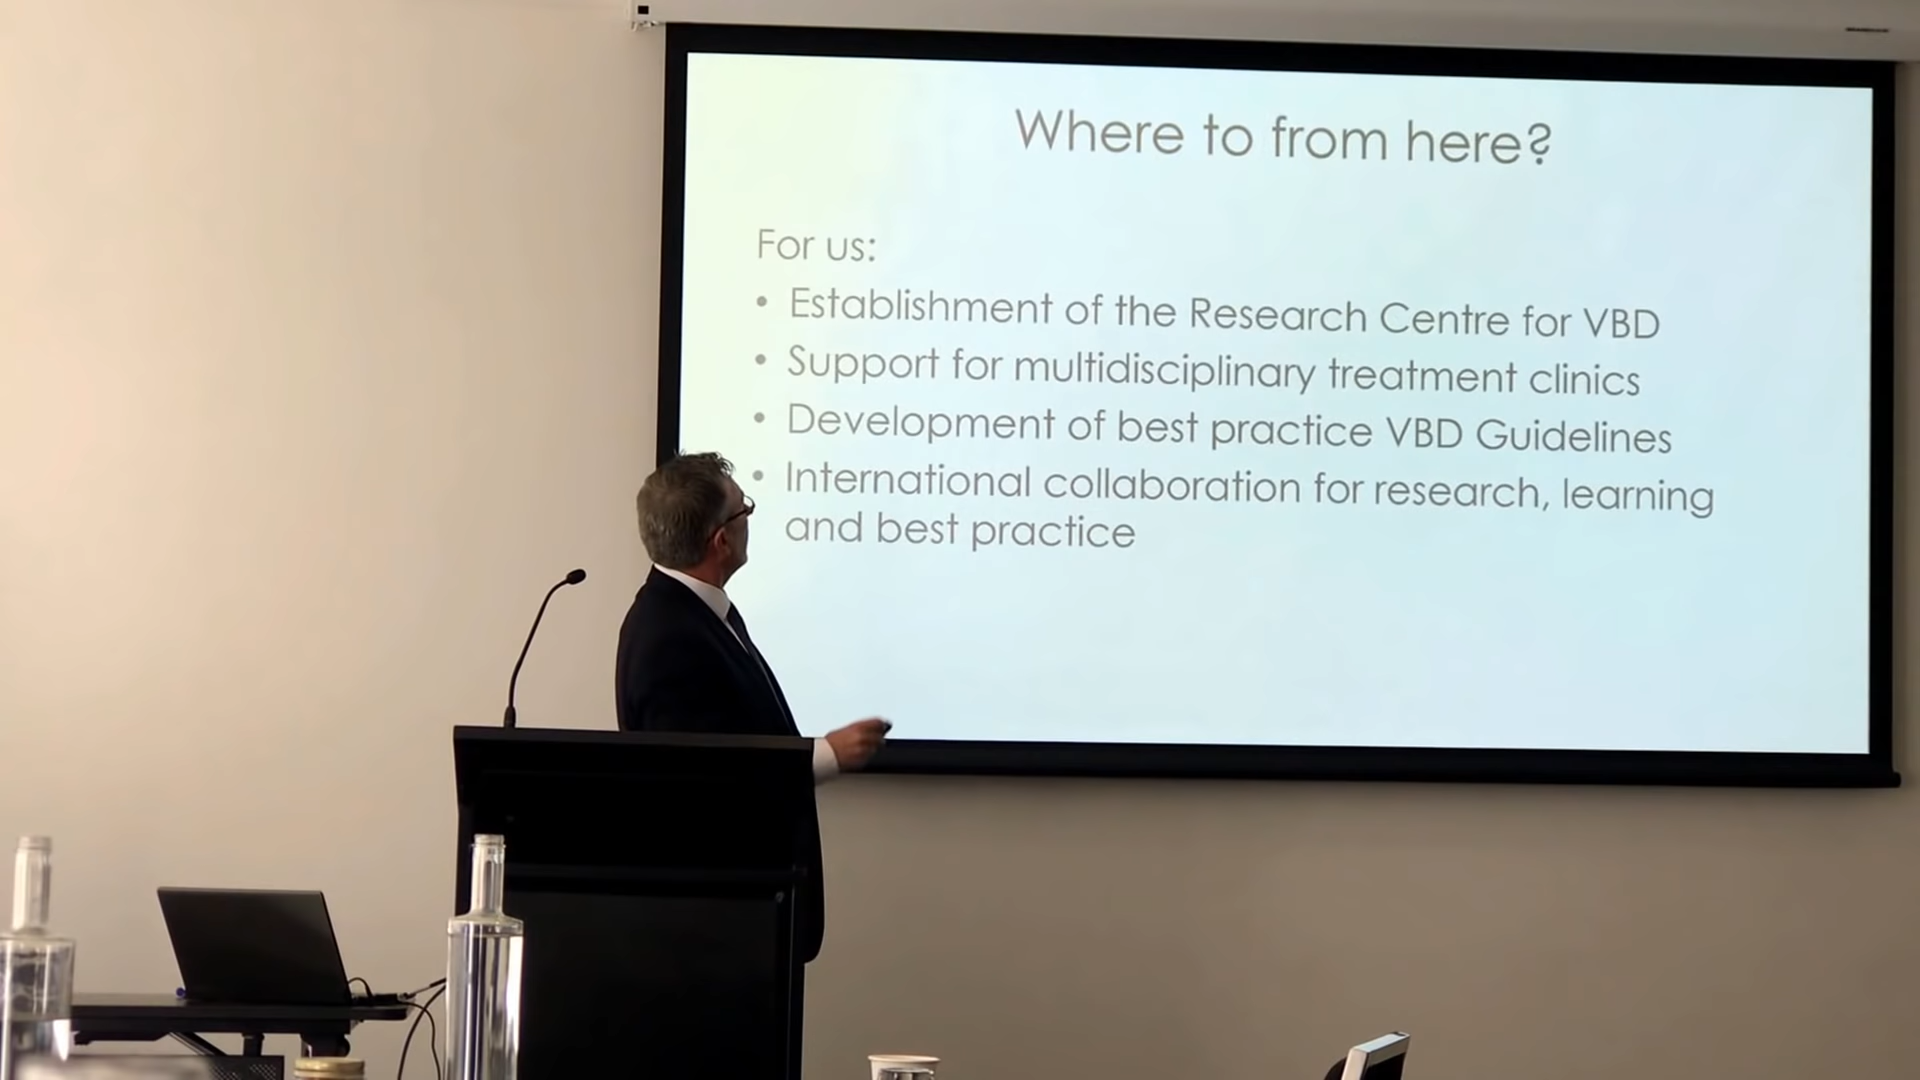 Where to from here?
For us:
• Establishment of the Research Centre for VBD
• Support for multidisciplinary treatment clinics
• Development of best practice VBD Guidelines
• International collaboration for research, learning
and best practice